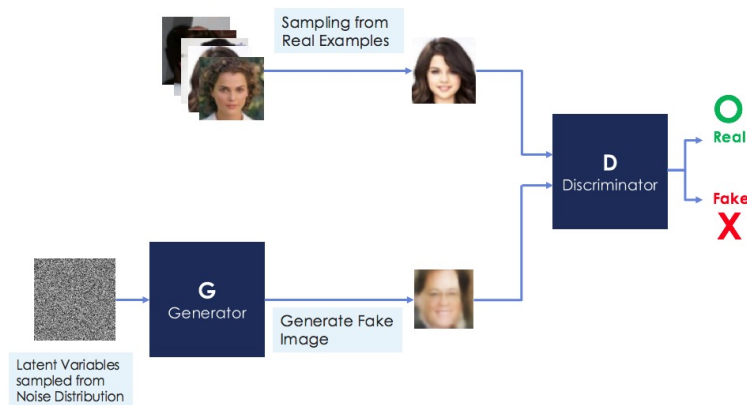 Sampling from
Real Examples
O
Real
D
Discriminator
Fake
X
G
Generator
Generate Fake
Image
Latent Variables
sampled from
Noise Distribution